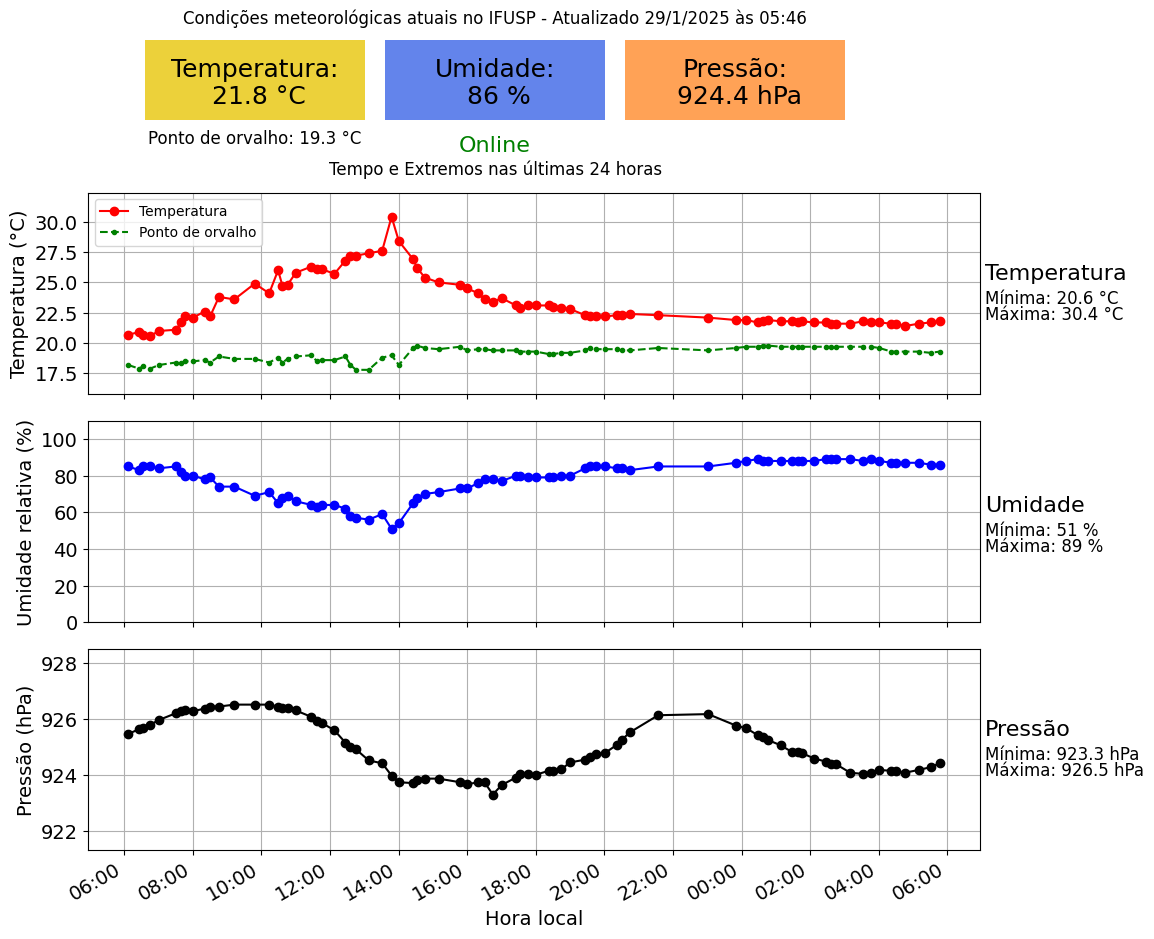 Condições meteorológicas atuais no IFUSP - Atualizado 29/1/2025 às 05:46
Temperatura:
21.8 °C
Umidade:
86 %
Pressão:
924.4 hPa
Ponto de orvalho: 19.3 °C
Online
Tempo e Extremos nas últimas 24 horas
Temperatura (°C)
30.0
27.5
25.0
22.5
20.0
17.5
Temperatura
Ponto de orvalho
Temperatura
Mínima: 20.6 °C
Máxima: 30.4 °C
Umidade relativa (%)
100
80
60
40
20
0
Umidade
Mínima: 51 %
Máxima: 89 %
Pressão (hPa)
928
926
924
922
Pressão
Mínima: 923.3 hPa
Máxima: 926.5 hPa
06:00 08:00 10:00 12:00 14:00 16:00 18:00 20:00 22:00 00:00 02:00 04:00 06:00
Hora local